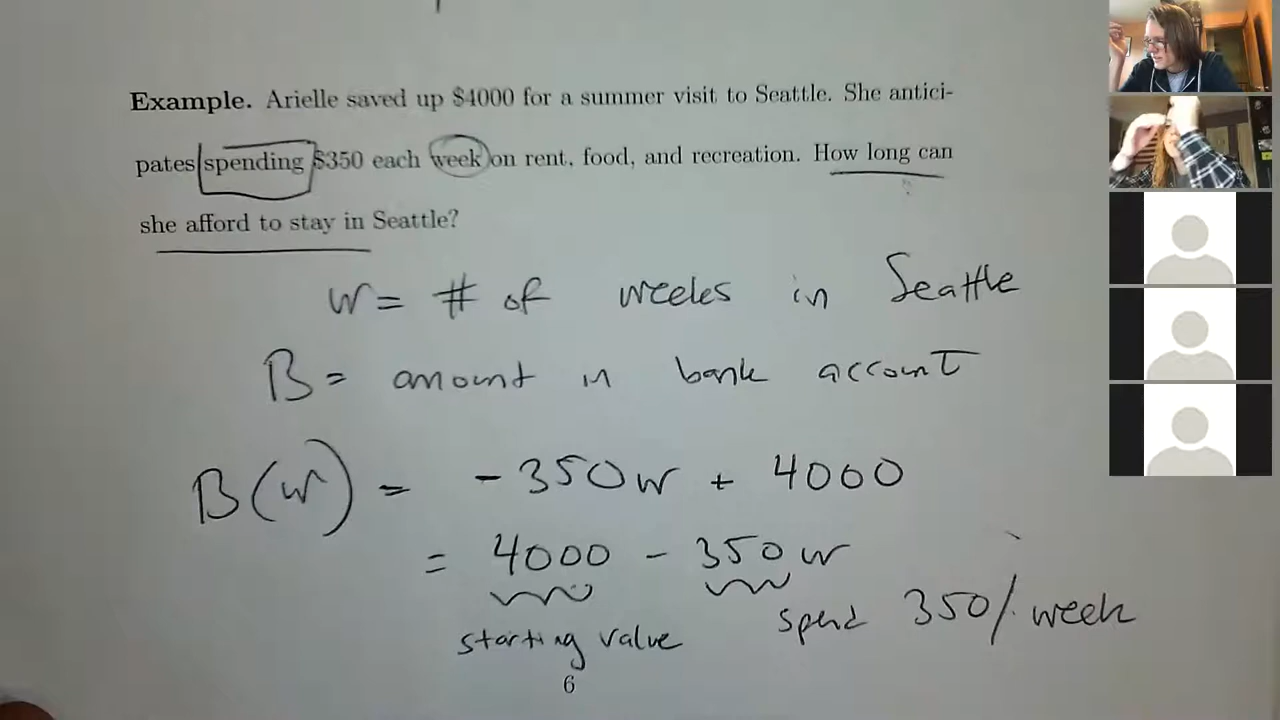 Example. Arielle saved up $4000 for a summer visit to Seattle. She antici-
pates spending $350 each week on rent, food, and recreation. How long can
she afford to stay in Seattle?
w = # of weeks in Seattle
B = amount in bank account
B(w) = - 350w + 4000
= 4000 - 350w
starting value spend 350/week
6